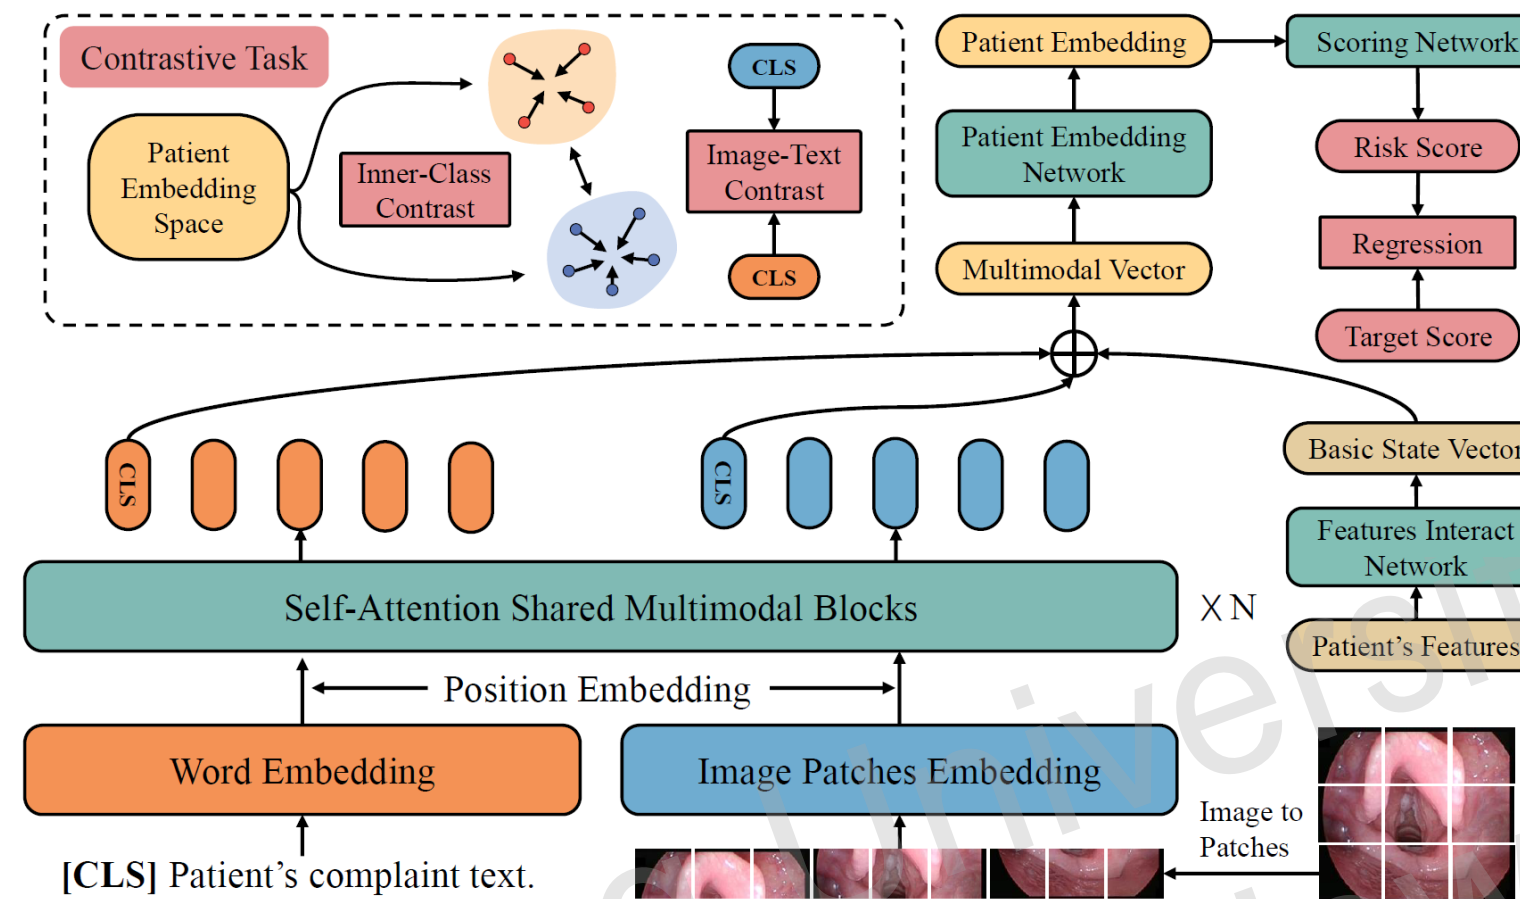 Contrastive Task
Patient
Embedding
Space
Inner-Class
Contrast
CLS
Image-Text
Contrast
CLS
Patient Embedding
Scoring Network
Patient Embedding
Network
Risk Score
Multimodal Vector
Regression
Target Score
CLS
CLS
Basic State Vector
Features Interact
Network
Self-Attention Shared Multimodal Blocks
×N
Patient's Features
Position Embedding
Word Embedding
Image Patches Embedding
Image to
Patches
[CLS] Patient's complaint text.